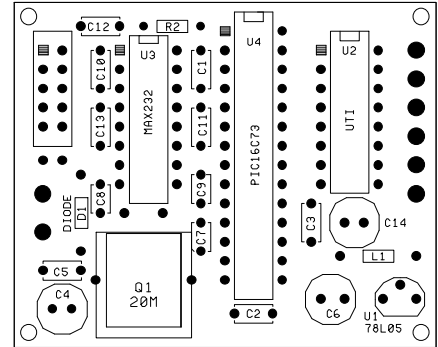 C12
R2
U4
U3
U2
C10
C1
MAX232
C13
C11
UTI
PIC16C73
C8
C9
DIODE
D1
C3
C14
C7
L1
C5
Q1
20M
C4
C2
C6
U1
78L05